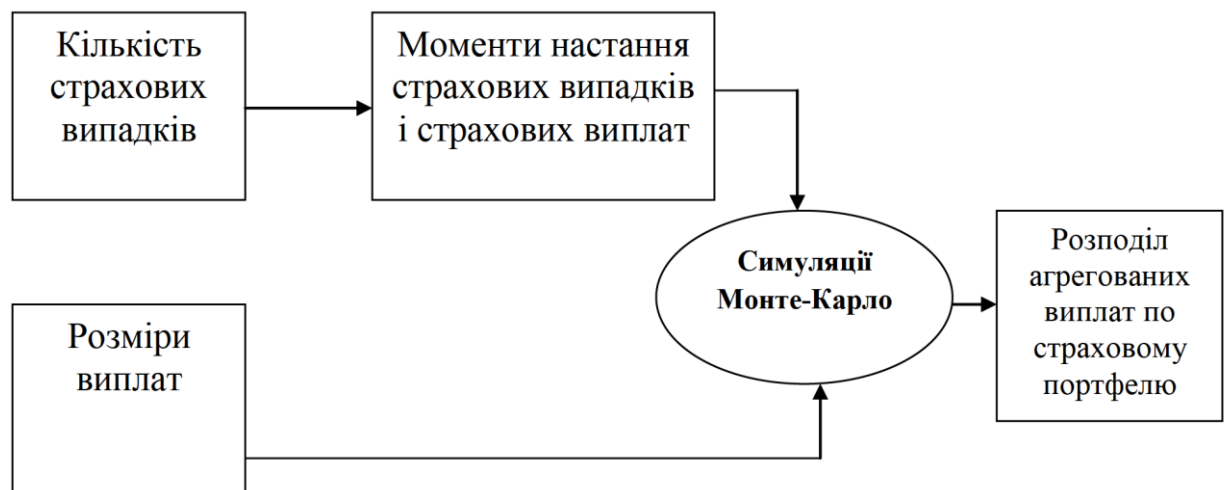 Кількість
страхових
випадків
Моменти настання
страхових випадків
і страхових виплат
Симуляції
Монте-Карло
Розподіл
агрегованих
виплат по
страховому
портфелю
Розміри
виплат